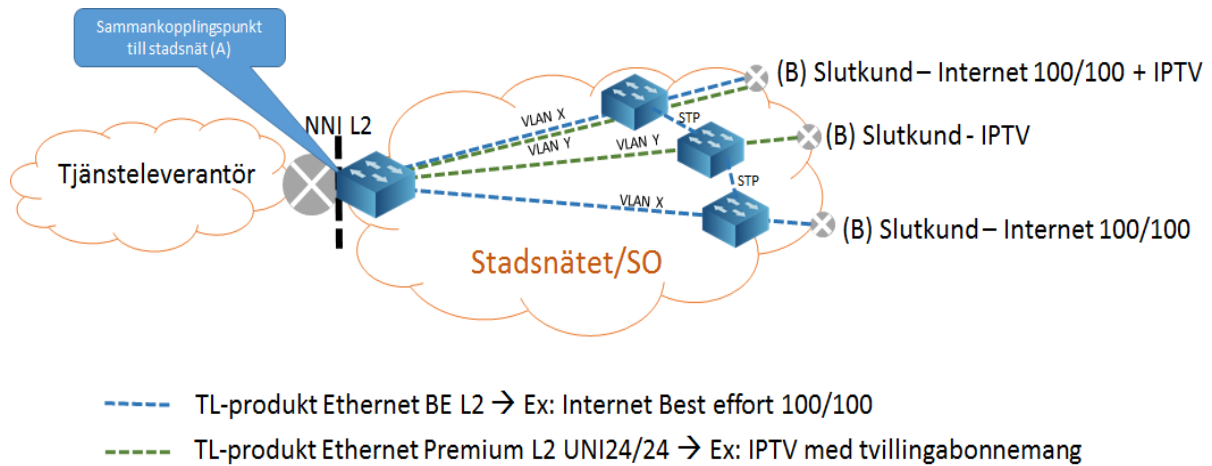 Sammankopplingspunkt
till stadsnät (A)
NNI L2
Tjänsteleverantör
VLAN X
VLAN Y
VLAN Y
VLAN X
STP
STP
(B) Slutkund – Internet 100/100 + IPTV
(B) Slutkund - IPTV
(B) Slutkund – Internet 100/100
Stadsnätet/SO
TL-produkt Ethernet BE L2 → Ex: Internet Best effort 100/100
TL-produkt Ethernet Premium L2 UNI24/24 → Ex: IPTV med tvillingabonnemang